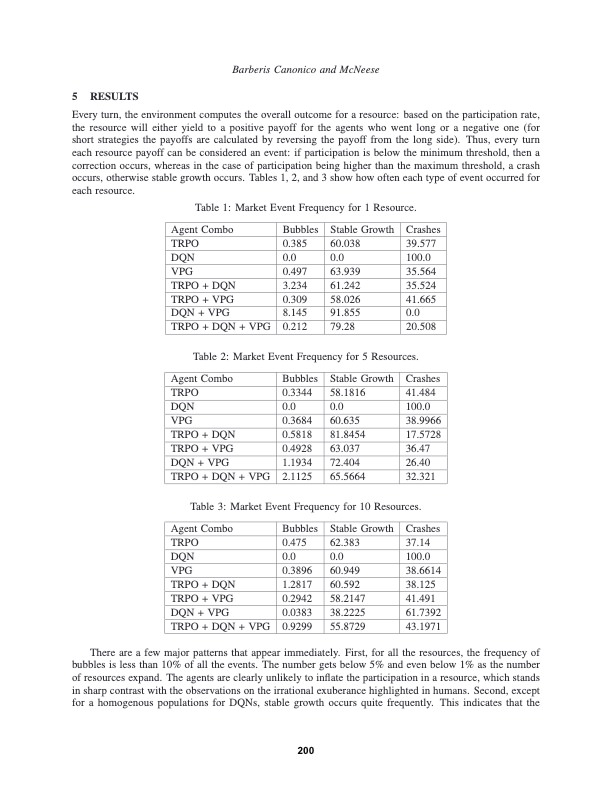 Barberis Canonico and McNeese
5 RESULTS
Every turn, the environment computes the overall outcome for a resource: based on the participation rate,
the resource will either yield to a positive payoff for the agents who went long or a negative one (for
short strategies the payoffs are calculated by reversing the payoff from the long side). Thus, every turn
each resource payoff can be considered an event: if participation is below the minimum threshold, then a
correction occurs, whereas in the case of participation being higher than the maximum threshold, a crash
occurs, otherwise stable growth occurs. Tables 1, 2, and 3 show how often each type of event occurred for
each resource.
Table 1: Market Event Frequency for 1 Resource.
Agent Combo Bubbles Stable Growth Crashes
TRPO 0.385 60.038 39.577
DQN 0.0 0.0 100.0
VPG 0.497 63.939 35.564
TRPO + DQN 3.234 61.242 35.524
TRPO + VPG 0.309 58.026 41.665
DQN + VPG 8.145 91.855 0.0
TRPO + DQN + VPG 0.212 79.28 20.508
Table 2: Market Event Frequency for 5 Resources.
Agent Combo Bubbles Stable Growth Crashes
TRPO 0.3344 58.1816 41.484
DQN 0.0 0.0 100.0
VPG 0.3684 60.635 38.9966
TRPO + DQN 0.5818 81.8454 17.5728
TRPO + VPG 0.4928 63.037 36.47
DQN + VPG 1.1934 72.404 26.40
TRPO + DQN + VPG 2.1125 65.5664 32.321
Table 3: Market Event Frequency for 10 Resources.
Agent Combo Bubbles Stable Growth Crashes
TRPO 0.475 62.383 37.14
DQN 0.0 0.0 100.0
VPG 0.3896 60.949 38.6614
TRPO + DQN 1.2817 60.592 38.125
TRPO + VPG 0.2942 58.2147 41.491
DQN + VPG 0.0383 38.2225 61.7392
TRPO + DQN + VPG 0.9299 55.8729 43.1971
There are a few major patterns that appear immediately. First, for all the resources, the frequency of
bubbles is less than 10% of all the events. The number gets below 5% and even below 1% as the number
of resources expand. The agents are clearly unlikely to inflate the participation in a resource, which stands
in sharp contrast with the observations on the irrational exuberance highlighted in humans. Second, except
for a homogenous populations for DQNs, stable growth occurs quite frequently. This indicates that the
200